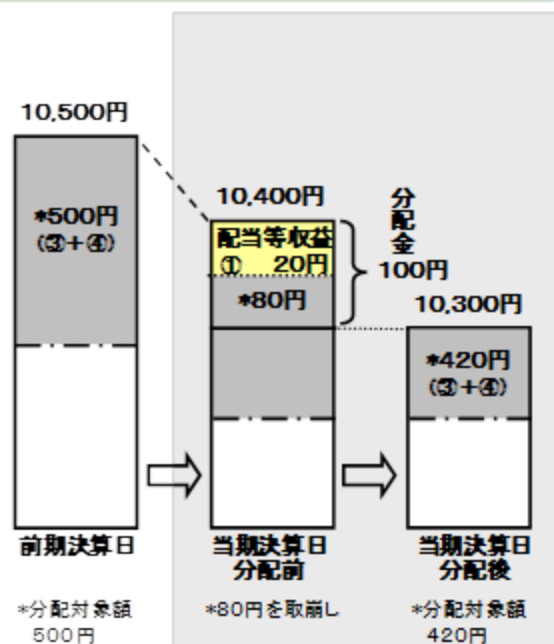 10,500円
*500円
(③+④)
10,400円
配当等収益
① 20円
*80円
分配金
100円
10,300円
*420円
(③+④)
前期決算日
当期決算日
分配前
当期決算日
分配後
*分配対象額
500円
*80円を取崩し
*分配対象額
420円